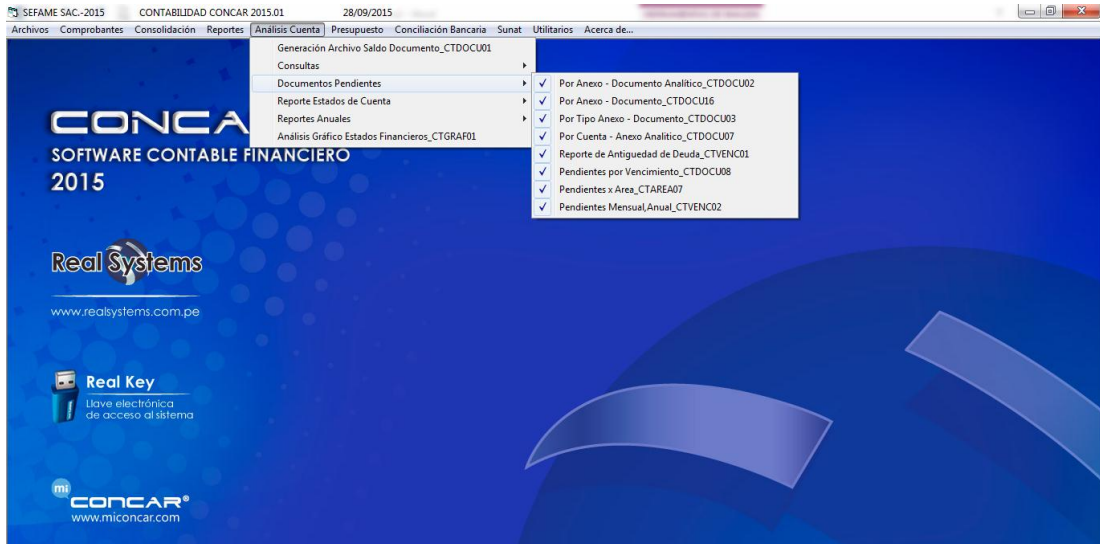 SEFAME SAC.-2015 CONTABILIDAD CONCAR 2015.01 28/09/2015
Archivos Comprobantes Consolidación Reportes Análisis Cuenta Presupuesto Conciliación Bancaria Sunat Utilitarios Acerca de...
Generación Archivo Saldo Documento_CTDOCU01
Consultas
Documentos Pendientes
Reporte Estados de Cuenta
Reportes Anuales
Análisis Gráfico Estados Financieros_CTGRAF01
Por Anexo - Documento Analítico_CTDOCU02
Por Anexo - Documento_CTDOCU16
Por Tipo Anexo - Documento_CTDOCU03
Por Cuenta - Anexo Analitico_CTDOCU07
Reporte de Antiguedad de Deuda_CTVENC01
Pendientes por Vencimiento_CTDOCU08
Pendientes x Area_CTAREA07
Pendientes Mensual,Anual_CTVENC02
CONCA
SOFTWARE CONTABLE FINANCIERO
2015
Real Systems
www.realsystems.com.pe
Real Key
Llave electrónica
de acceso al sistema
mi
CONCAR®
www.miconcar.com